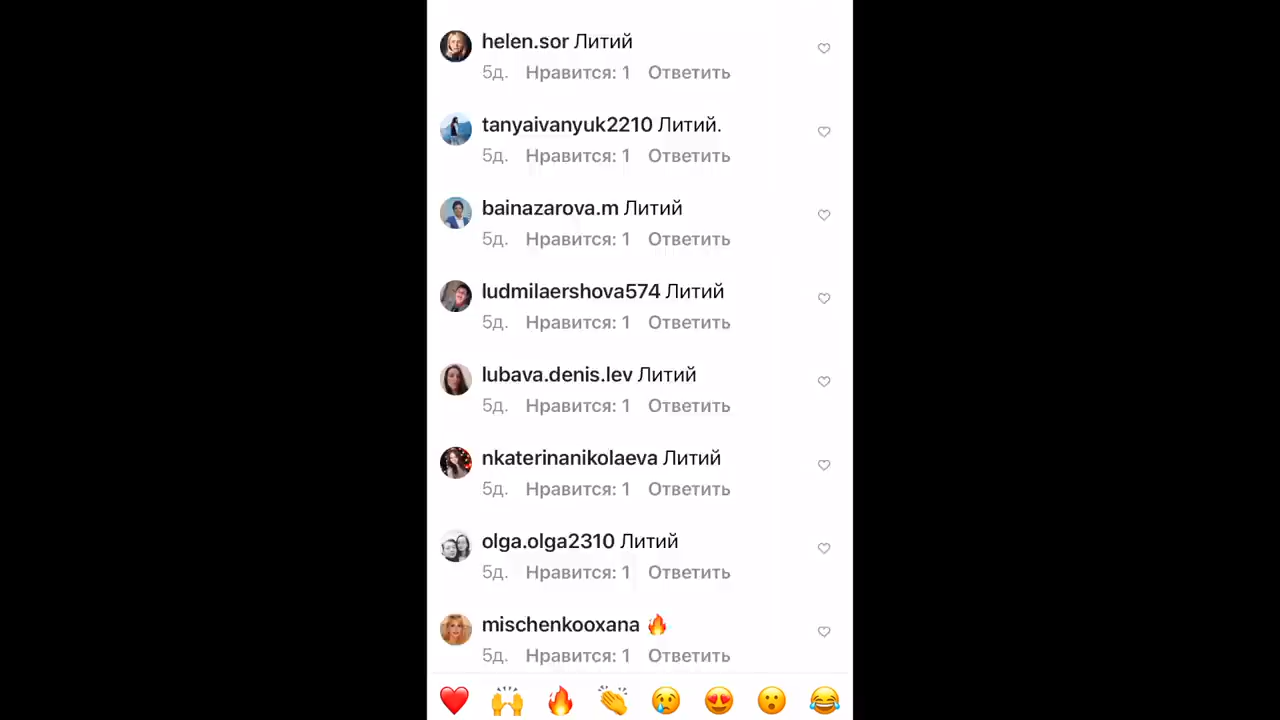 helen.sor Литий
5д. Нравится: 1 Ответить
tanyaivanyuk2210 Литий.
5д. Нравится: 1 Ответить
bainazarova.m Литий
5д. Нравится: 1 Ответить
ludmilaershova574 Литий
5д. Нравится: 1 Ответить
lubava.denis.lev Литий
5д. Нравится: 1 Ответить
nkaterinanikolaeva Литий
5д. Нравится: 1 Ответить
olga.olga2310 Литий
5д. Нравится: 1 Ответить
mischenkooxana 🔥
5д. Нравится: 1 Ответить